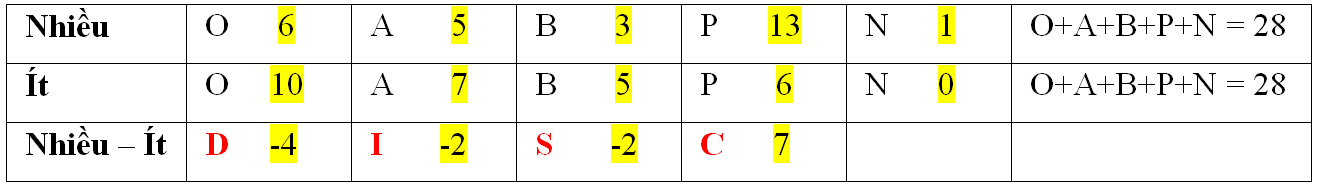 Nhiều O 6 A 5 B 3 P 13 N 1 O+A+B+P+N = 28
Ít O 10 A 7 B 5 P 6 N 0 O+A+B+P+N = 28
Nhiều – Ít D -4 I -2 S -2 C 7